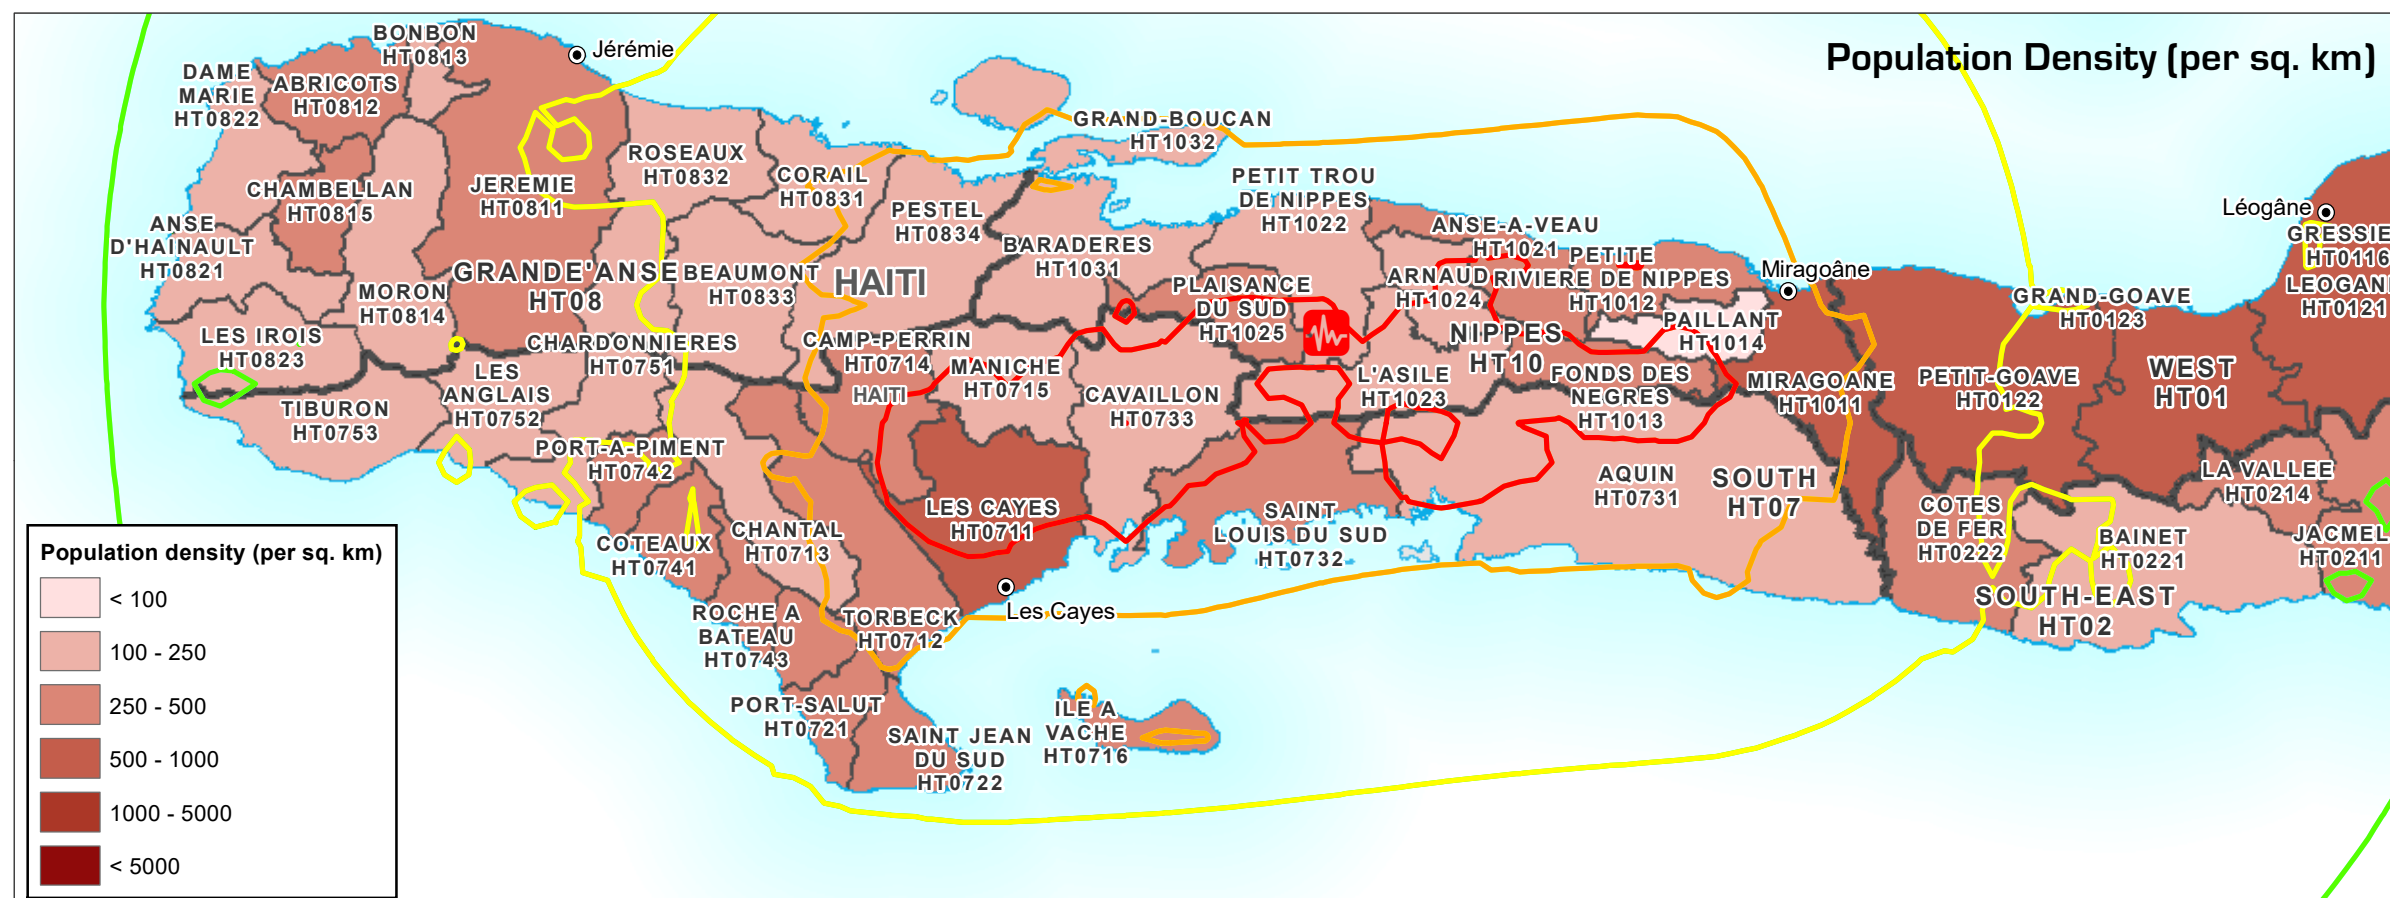 Population Density (per sq. km)
BONBON
HT0813
Jérémie
DAME
MARIE
HT0822
ABRICOTS
HT0812
GRAND-BOUCAN
HT1032
ROSEAUX
HT0832
CORAIL
HT0831
CHAMBELLAN
HT0815
JEREMIE
HT0811
PETIT TROU
DE NIPPES
HT1022
PESTEL
HT0834
Léogâne
ANSE
D'HAINAULT
HT0821
BARADERES
HT1031
ANSE-A-VEAU
HT1021
GRESSIE
HT0116
PETITE
RIVIERE DE NIPPES
HT1012
Miragoâne
GRANDE'ANSE
HT08
BEAUMONT
HT0833
HAITI
PLAISANCE
DU SUD
HT1025
ARNAUD
HT1024
MORON
HT0814
GRAND-GOAVE
HT0123
LEOGAN
HT0121
LES IROIS
HT0823
CHARDONNIERES
HT0751
CAMP-PERRIN
HT0714
NIPPES
HT10
PAILLANT
HT1014
MANICHE
HT0715
HAITI
LES
ANGLAIS
HT0752
CAVAILLON
HT0733
L'ASILE
HT1023
FONDS DES
NEGRES
HT1013
MIRAGOANE
HT1011
PETIT-GOAVE
HT0122
WEST
HT01
TIBURON
HT0753
PORT-A-PIMENT
HT0742
AQUIN
HT0731
SOUTH
HT07
LA VALLEE
HT0214
LES CAYES
HT0711
SAINT
LOUIS DU SUD
HT0732
COTES
DE FER
HT0222
CHANTAL
HT0713
COTEAUX
HT0741
BAINET
HT0221
JACMEL
HT0211
Les Cayes
SOUTH-EAST
HT02
ROCHE A
BATEAU
HT0743
TORBECK
HT0712
PORT-SALUT
HT0721
SAINT JEAN
DU SUD
HT0722
ILE A
VACHE
HT0716
Population density (per sq. km)
< 100
100 - 250
250 - 500
500 - 1000
1000 - 5000
< 5000